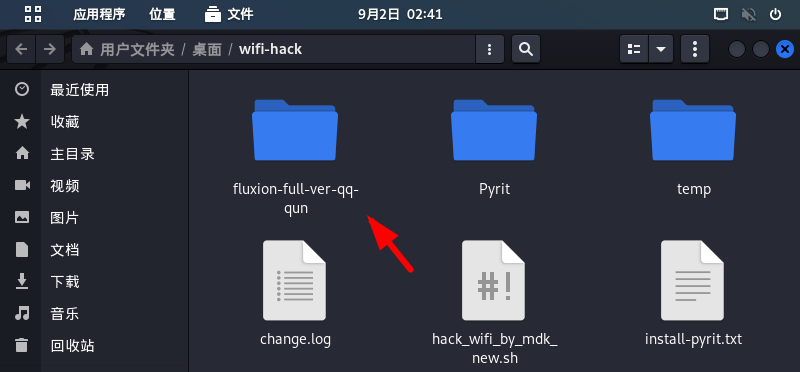 应用程序 位置 文件 9月2日 02:41
用户文件夹 / 桌面 / wifi-hack
最近使用
收藏
主目录
视频
图片
文档
下载
音乐
回收站
fluxion-full-ver-qq-
qun
Pyrit
temp
change.log
hack_wifi_by_mdk_
new.sh
install-pyrit.txt